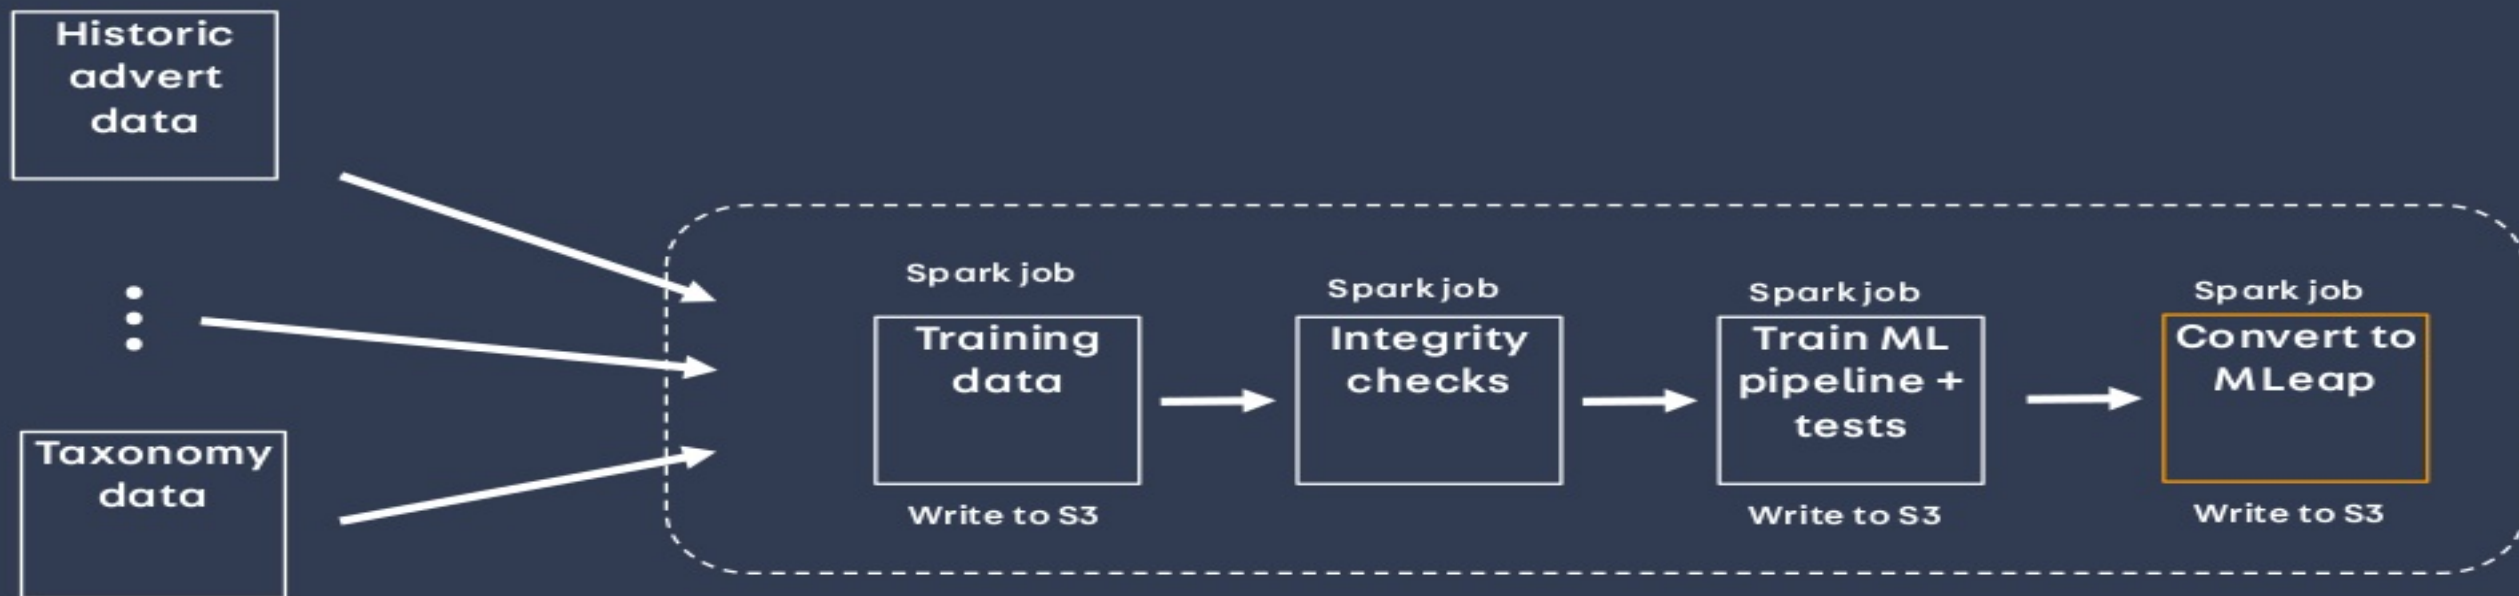 Historic
advert
data
Taxonomy
data
Spark job
Training
data
Write to S3
Spark job
Integrity
checks
Spark job
Train ML
pipeline +
tests
Write to S3
Spark job
Convert to
MLeap
Write to S3